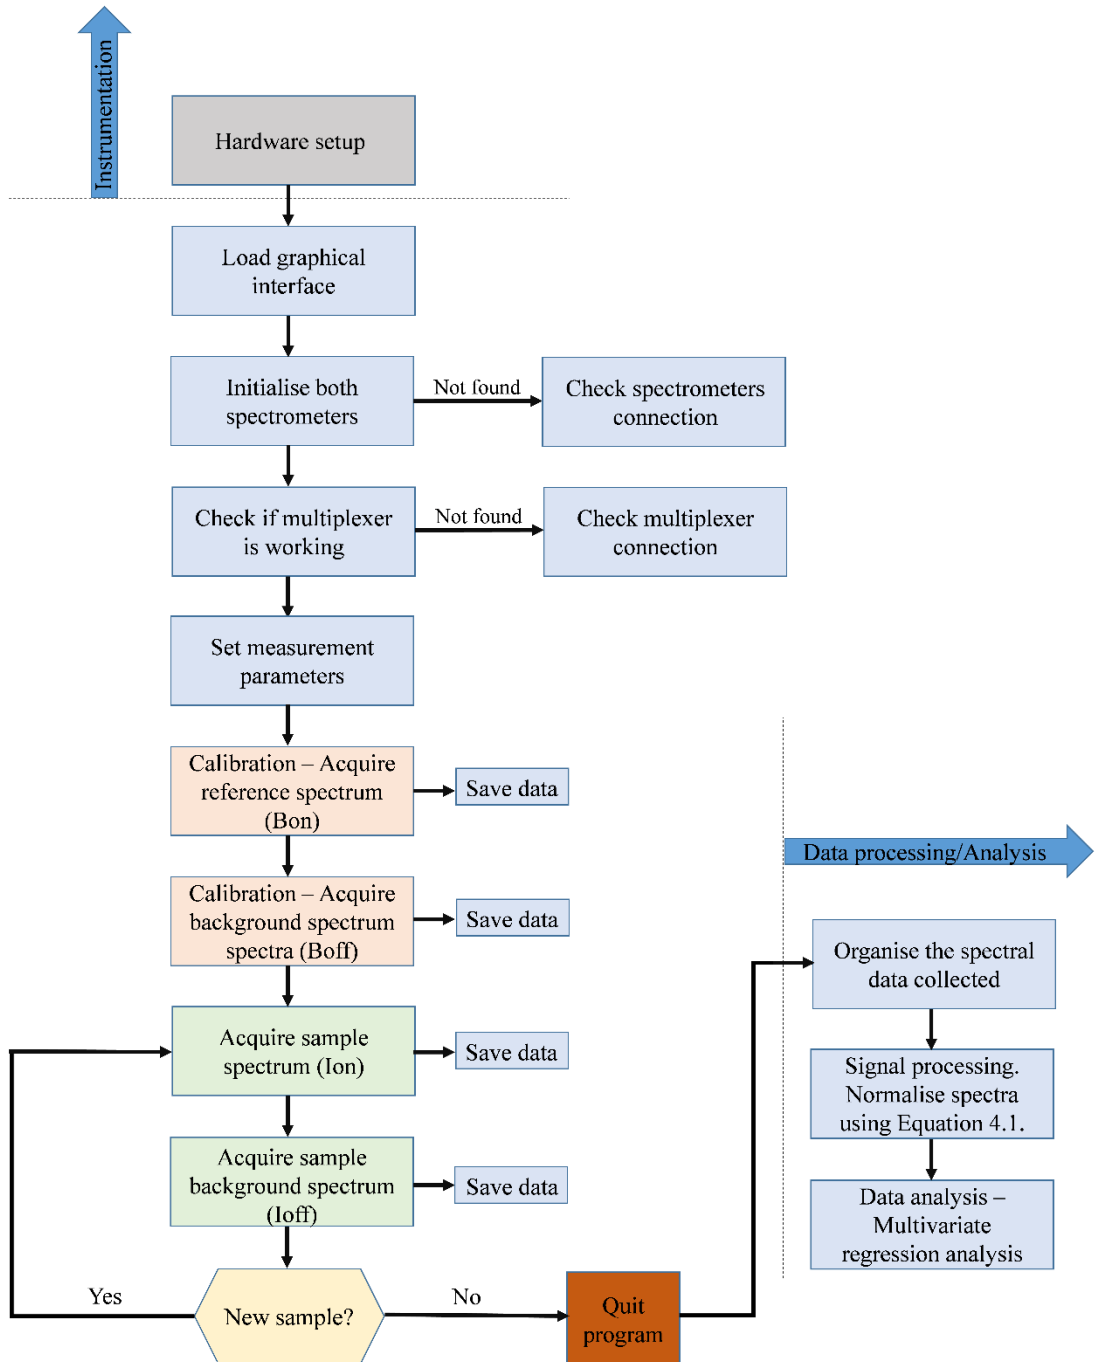 Instrumentation
Hardware setup
Load graphical
interface
Initialise both
spectrometers
Not found
Check spectrometers
connection
Check if multiplexer
is working
Not found
Check multiplexer
connection
Set measurement
parameters
Calibration – Acquire
reference spectrum
(Bon)
Save data
Calibration – Acquire
background spectrum
spectra (Boff)
Save data
Acquire sample
spectrum (Ion)
Save data
Acquire sample
background spectrum
(Ioff)
Save data
New sample?
Yes
No
Quit
program
Data processing/Analysis
Organise the spectral
data collected
Signal processing.
Normalise spectra
using Equation 4.1.
Data analysis –
Multivariate
regression analysis